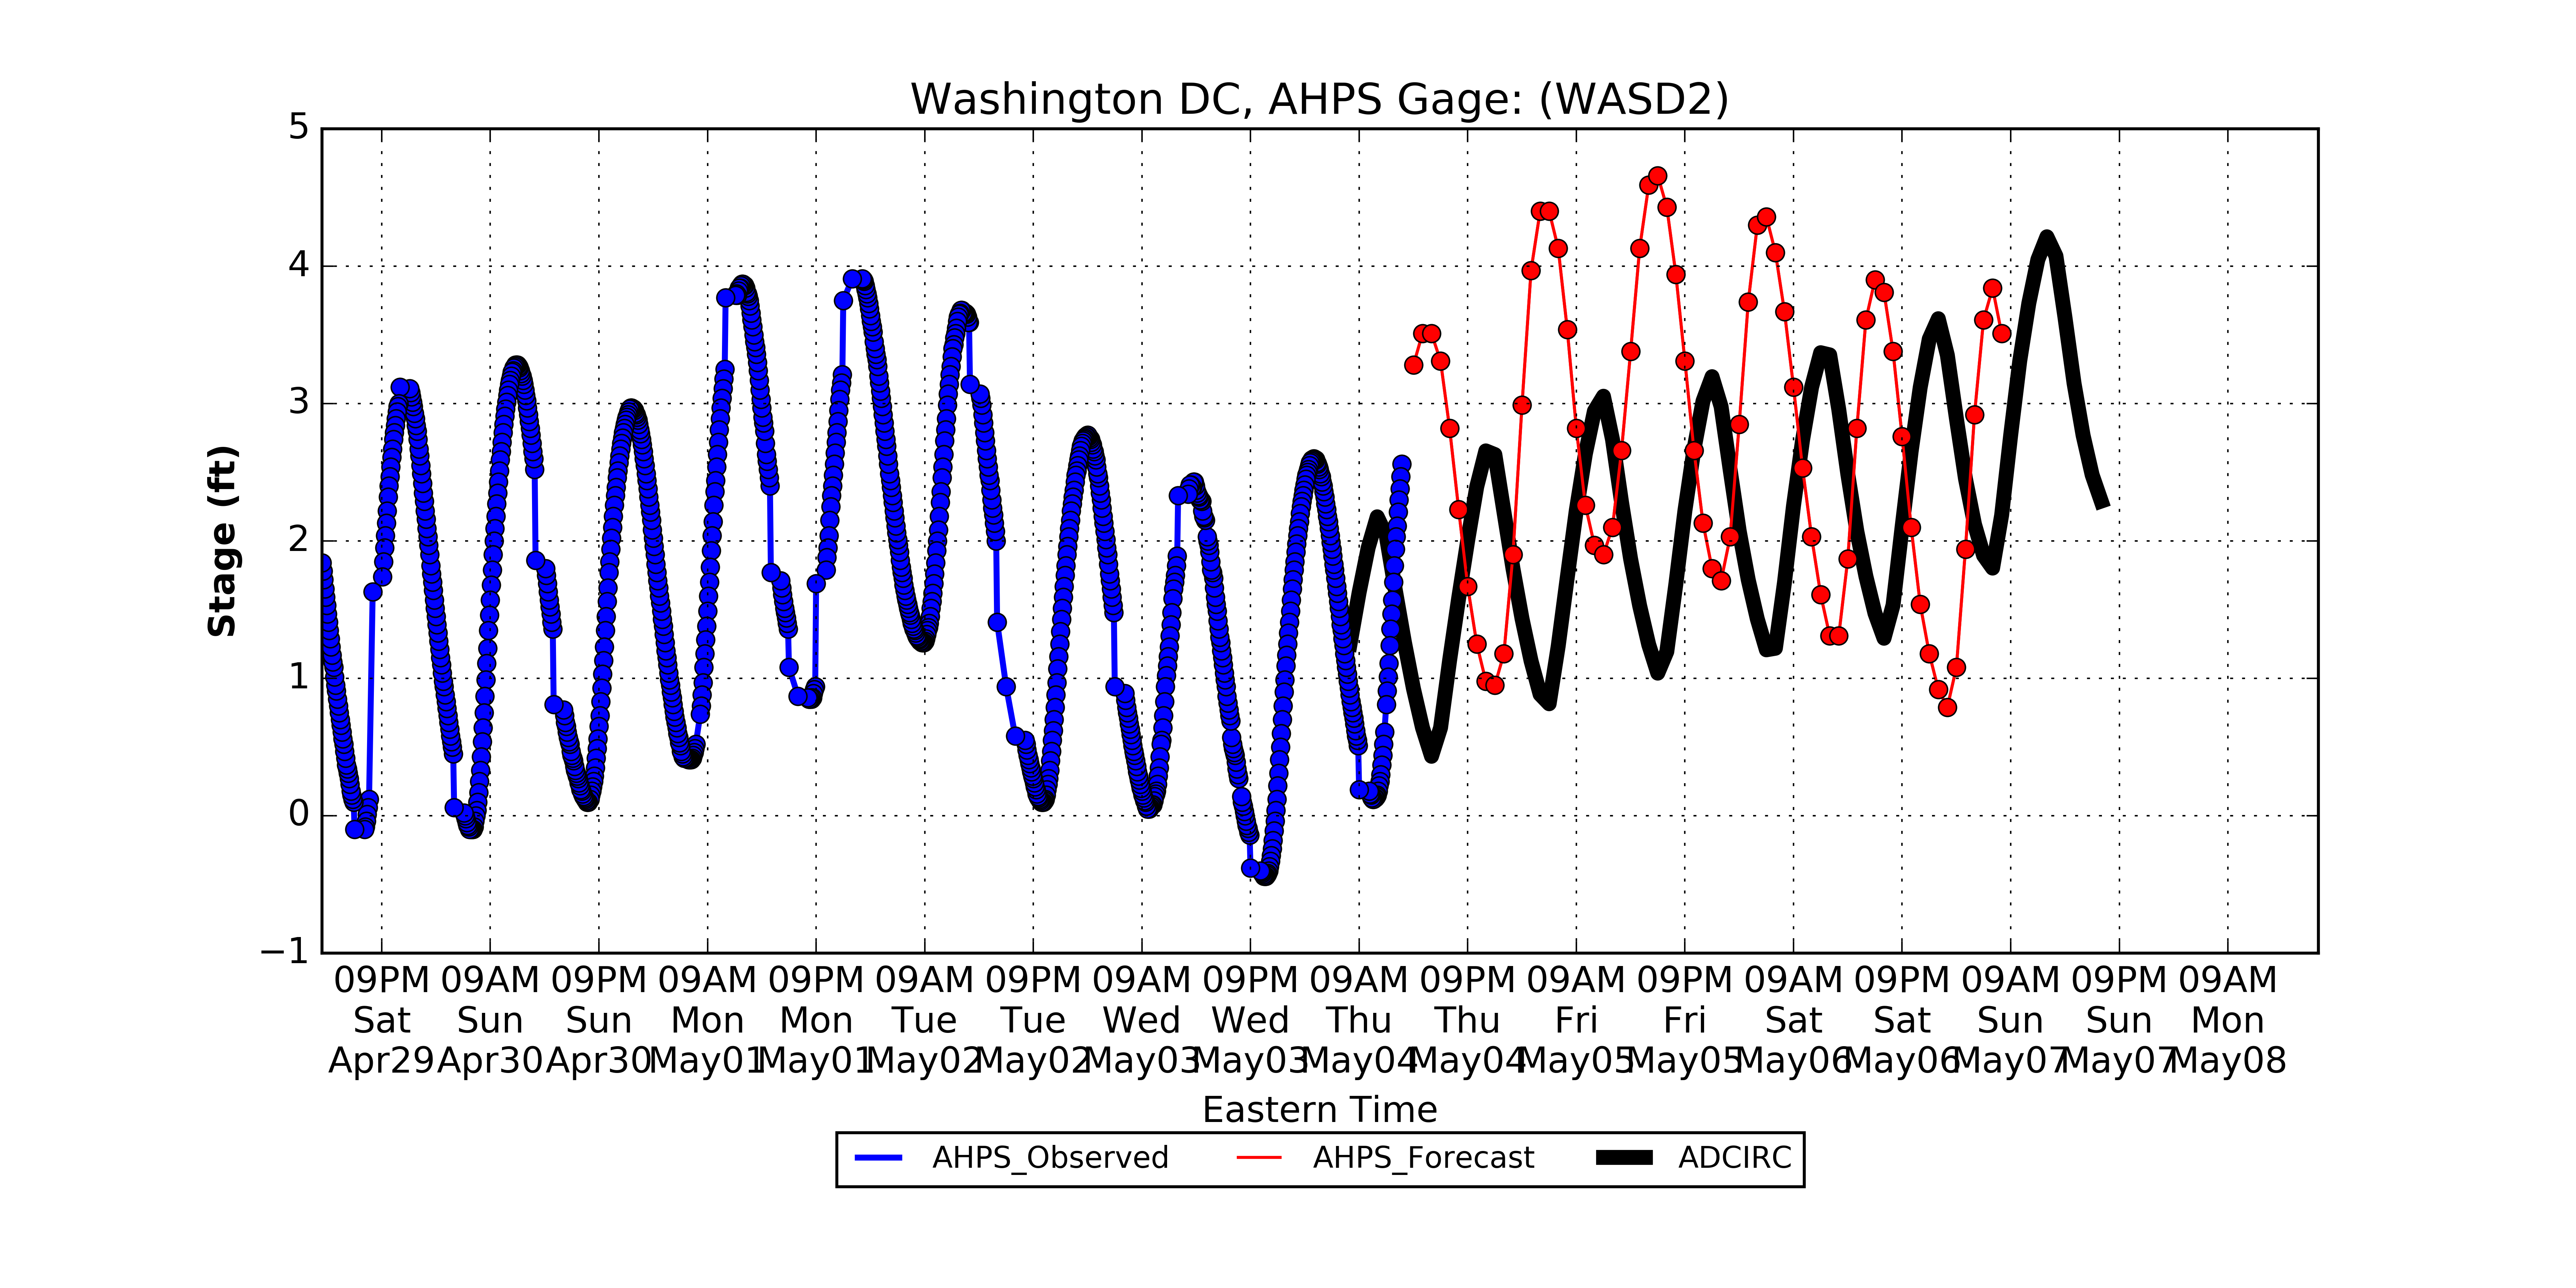 Washington DC, AHPS Gage: (WASD2)
5
4
3
2
1
0
−1
Stage (ft)
09PM 09AM 09PM 09AM 09PM 09AM 09PM 09AM 09PM 09AM 09PM 09AM 09PM 09AM 09PM 09AM 09PM 09AM
Sat Sun Sun Mon Mon Tue Tue Wed Wed Thu Thu Fri Fri Sat Sat Sun Sun Mon
Apr29 Apr30 Apr30 May01 May01 May02 May02 May03 May03 May04 May04 May05 May05 May06 May06 May07 May07 May08
Eastern Time
AHPS_Observed AHPS_Forecast ADCIRC